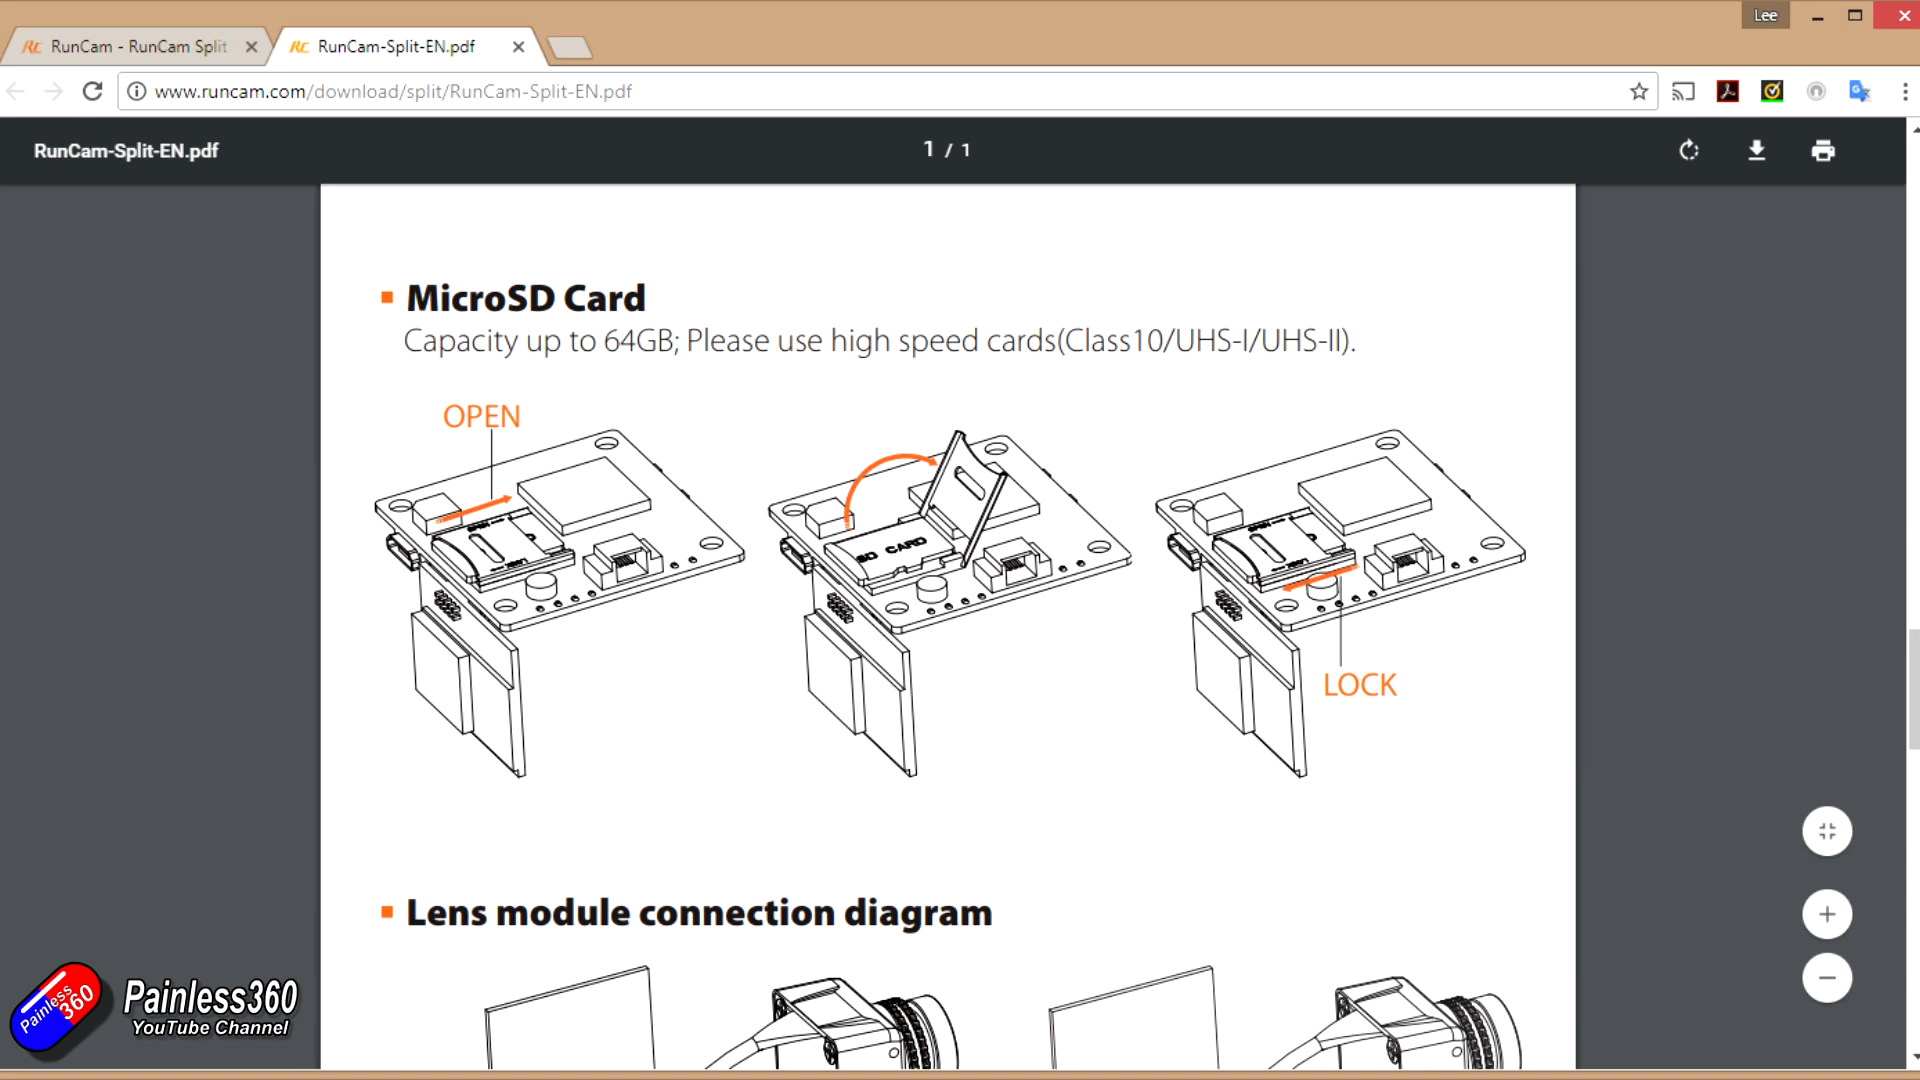 Lee
RunCam - RunCam Split
RunCam-Split-EN.pdf
www.runcam.com/download/split/RunCam-Split-EN.pdf
RunCam-Split-EN.pdf
1 / 1
MicroSD Card
Capacity up to 64GB; Please use high speed cards(Class10/UHS-I/UHS-II).
OPEN
SD CARD
LOCK
Lens module connection diagram
Painless360
Painless360
YouTube Channel